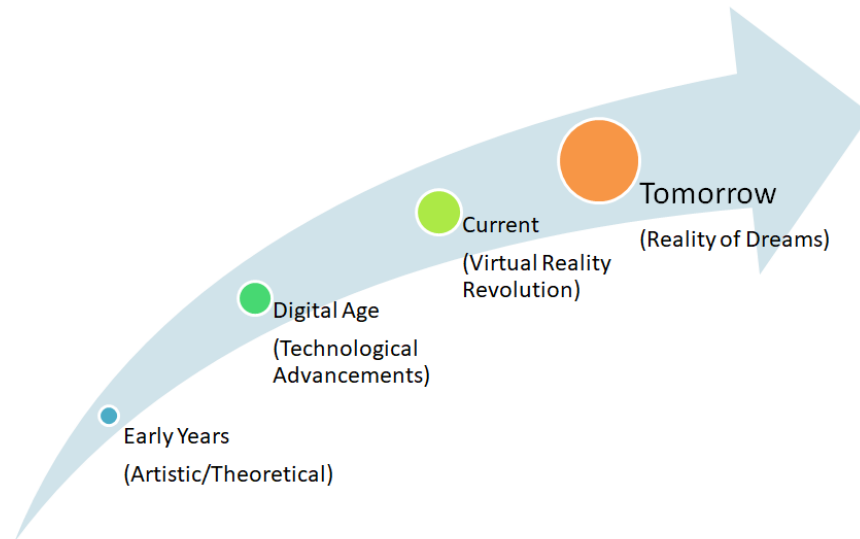 Early Years
(Artistic/Theoretical)
Digital Age
(Technological
Advancements)
Current
(Virtual Reality
Revolution)
Tomorrow
(Reality of Dreams)